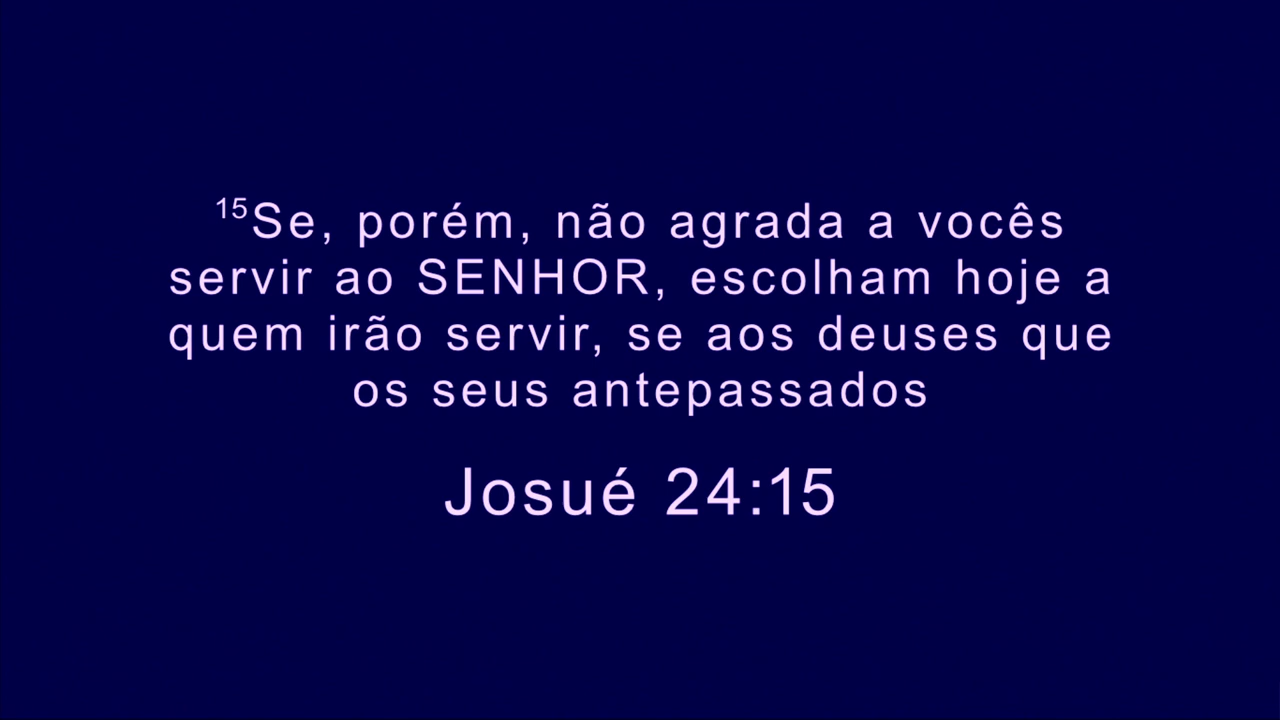 15Se, porém, não agrada a vocês
servir ao SENHOR, escolham hoje a
quem irão servir, se aos deuses que
os seus antepassados
Josué 24:15